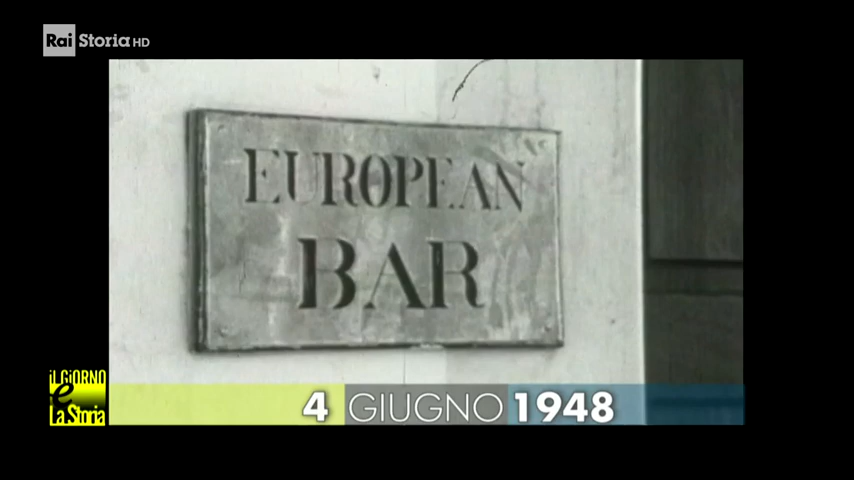 Rai Storia HD
EUROPEAN
BAR
iL GiORNO
e
La Storia
4 GIUGNO 1948